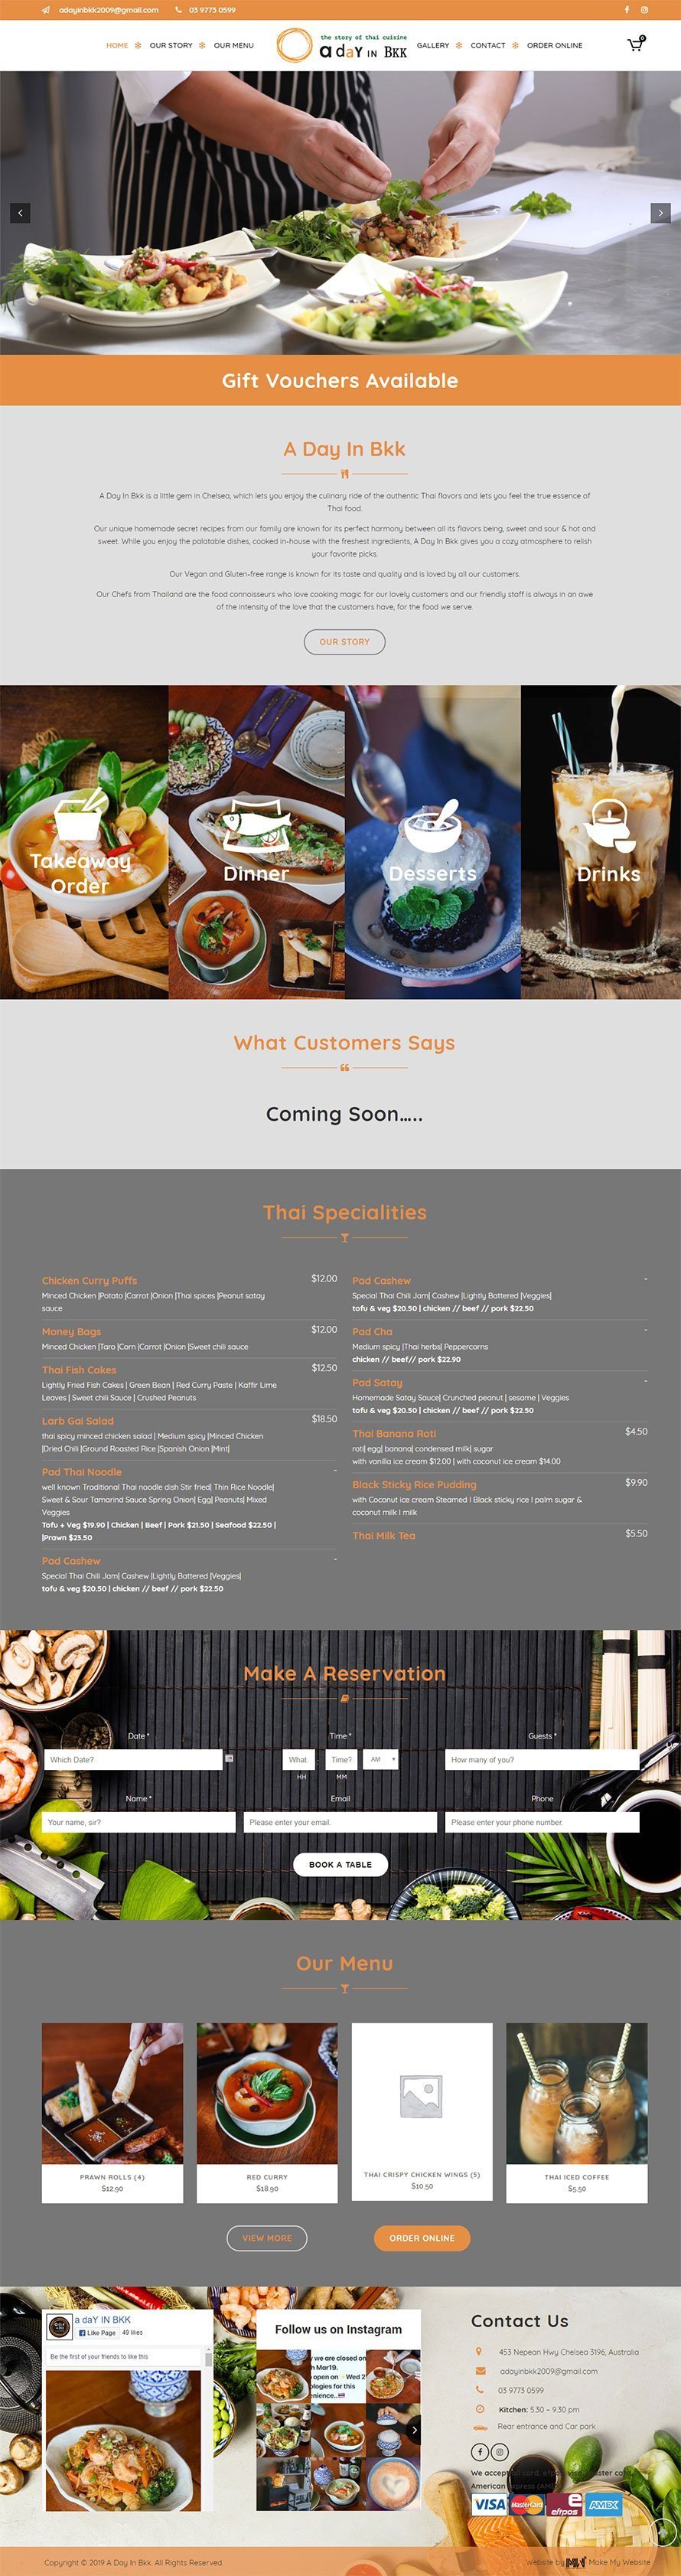 adayinbkk2009@gmail.com 03 9773 0599
HOME OUR STORY OUR MENU
the story of thai cuisine
a daY IN BKK
GALLERY CONTACT ORDER ONLINE
0
Gift Vouchers Available
A Day In Bkk
A Day In Bkk is a little gem in Chelsea, which lets you enjoy the culinary ride of the authentic Thai flavors and lets you feel the true essence of
Thai food.
Our unique homemade secret recipes from our family are known for its perfect harmony between all its flavors being, sweet and sour & hot and
sweet. While you enjoy the palatable dishes, cooked in-house with the freshest ingredients, A Day In Bkk gives you a cozy atmosphere to relish
your favorite picks.
Our Vegan and Gluten-free range is known for its taste and quality and is loved by all our customers.
Our Chefs from Thailand are the food connoisseurs who love cooking magic for our lovely customers and our friendly staff is always in an awe
of the intensity of the love that the customers have, for the food we serve.
OUR STORY
Takeaway
Order
Dinner
Desserts
Drinks
What Customers Says
Coming Soon.....
Thai Specialities
Chicken Curry Puffs $12.00
Minced Chicken |Potato |Carrot |Onion |Thai spices |Peanut satay
sauce
Money Bags $12.00
Minced Chicken |Taro |Corn |Carrot |Onion |Sweet chili sauce
Thai Fish Cakes $12.50
Lightly Fried Fish Cakes | Green Bean | Red Curry Paste | Kaffir Lime
Leaves | Sweet chili Sauce | Crushed Peanuts
Larb Gai Salad $18.50
thai spicy minced chicken salad | Medium spicy |Minced Chicken
|Dried Chili |Ground Roasted Rice |Spanish Onion |Mint|
Pad Thai Noodle -
well known Traditional Thai noodle dish Stir fried| Thin Rice Noodle|
Sweet & Sour Tamarind Sauce Spring Onion| Egg| Peanuts| Mixed
Veggies
Tofu + Veg $19.90 | Chicken | Beef | Pork $21.50 | Seafood $22.50 |
|Prawn $23.50
Pad Cashew -
Special Thai Chili Jam| Cashew |Lightly Battered |Veggies|
tofu & veg $20.50 | chicken // beef // pork $22.50
Pad Cashew -
Special Thai Chili Jam| Cashew |Lightly Battered |Veggies|
tofu & veg $20.50 | chicken // beef // pork $22.50
Pad Cha -
Medium spicy |Thai herbs| Peppercorns
chicken // beef// pork $22.90
Pad Satay -
Homemade Satay Sauce| Crunched peanut | sesame | Veggies
tofu & veg $20.50 | chicken // beef // pork $22.50
Thai Banana Roti $4.50
roti| egg| banana| condensed milk| sugar
with vanilla ice cream $12.00 | with coconut ice cream $14.00
Black Sticky Rice Pudding $9.90
with Coconut ice cream Steamed I Black sticky rice I palm sugar &
coconut milk I milk
Thai Milk Tea $5.50
Make A Reservation
Date * Time * Guests *
Which Date? What : Time? AM How many of you?
HH MM
Name * Email Phone
Your name, sir? Please enter your email. Please enter your phone number.
BOOK A TABLE
Our Menu
PRAWN ROLLS (4)
$12.90
RED CURRY
$18.90
THAI CRISPY CHICKEN WINGS (5)
$10.50
THAI ICED COFFEE
$5.50
VIEW MORE ORDER ONLINE
a daY IN BKK
Like Page 49 likes
Be the first of your friends to like this
Follow us on Instagram
we are closed on
Mar19.
open on Wed 2
ologies for this
enience..
Contact Us
453 Nepean Hwy Chelsea 3196, Australia
adayinbkk2009@gmail.com
03 9773 0599
Kitchen: 5.30 - 9.30 pm
Rear entrance and Car park
We accept card,
American Express (AMEX)
VISA MasterCard eftpos AMEX
Copyright © 2019 A Day In Bkk. All Rights Reserved. Website by Make My Website